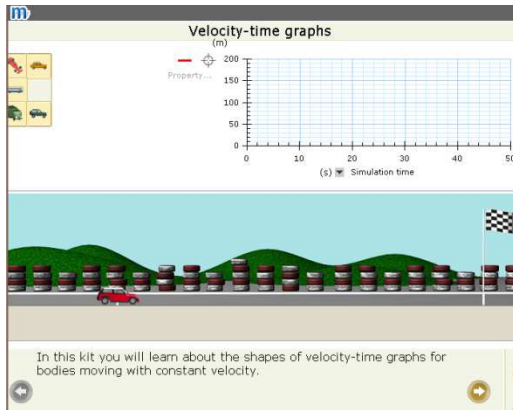 m
Velocity-time graphs
(m)
Property...
200
150
100
50
0
0 10 20 30 40 50
(s) Simulation time
In this kit you will learn about the shapes of velocity-time graphs for
bodies moving with constant velocity.